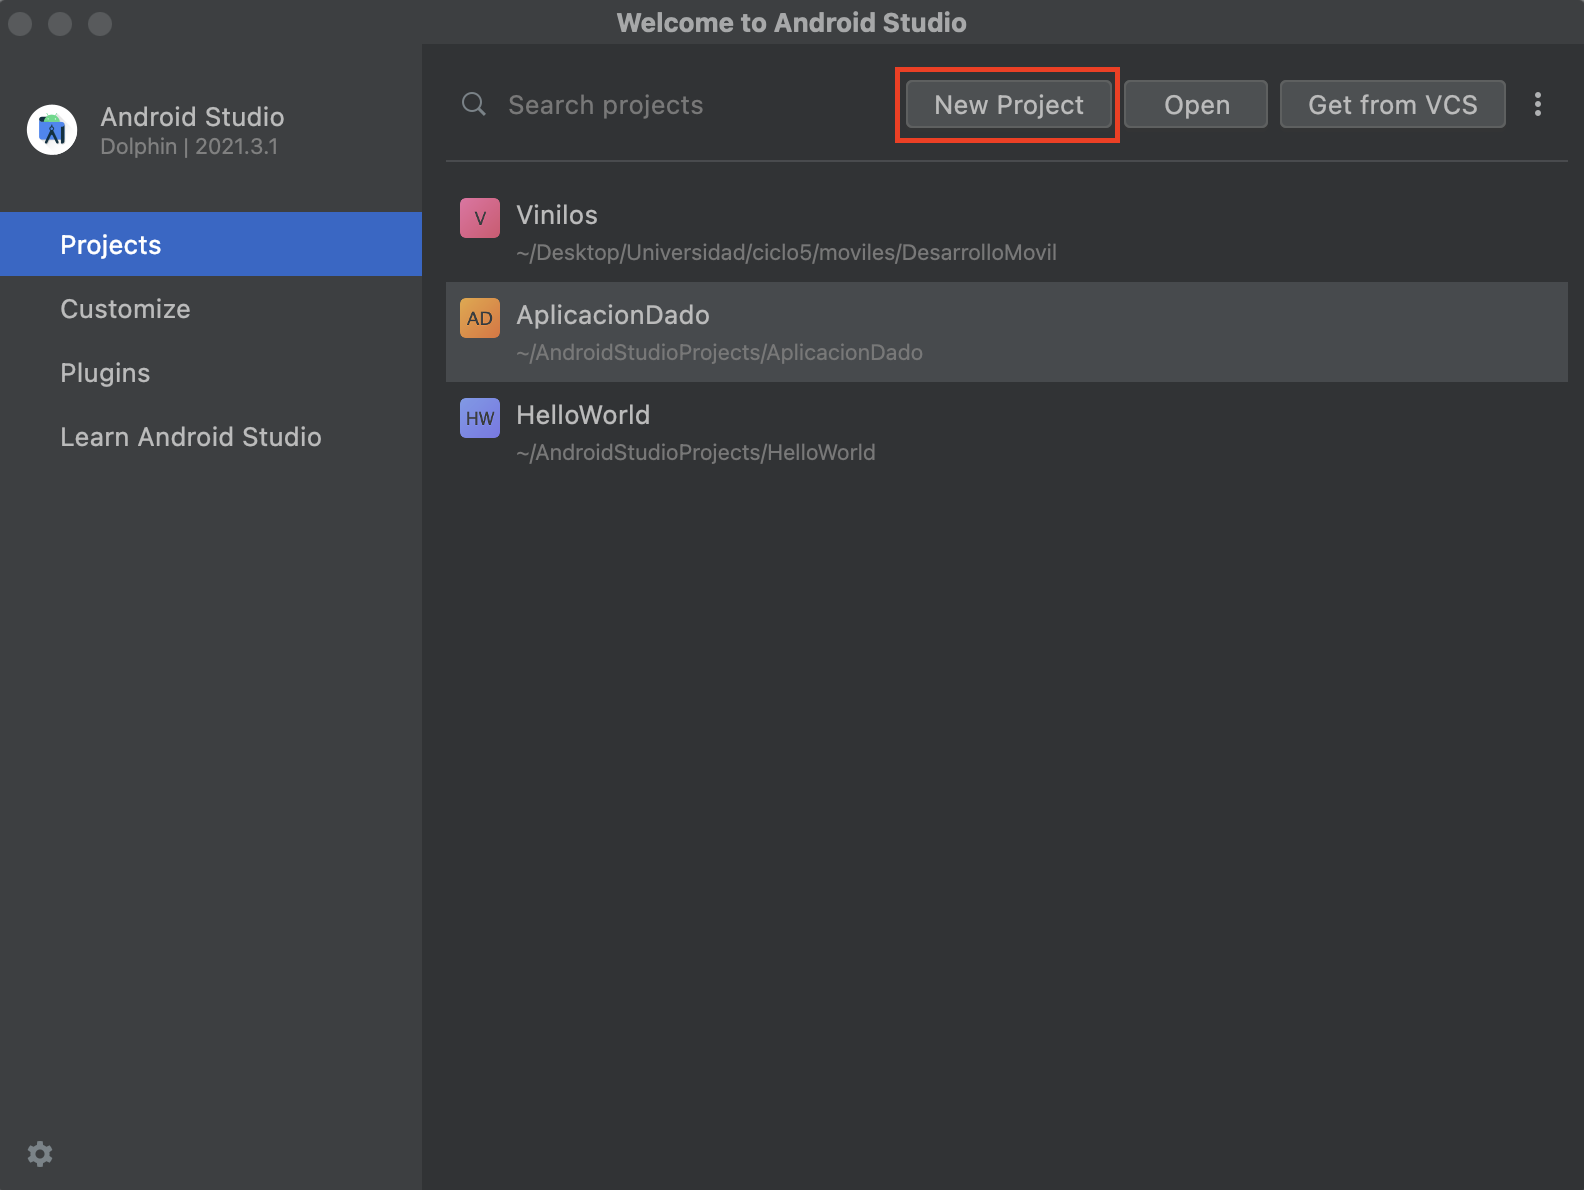 Welcome to Android Studio
Android Studio
Dolphin | 2021.3.1
Projects
Customize
Plugins
Learn Android Studio
Search projects
New Project
Open
Get from VCS
V
Vinilos
~/Desktop/Universidad/ciclo5/moviles/DesarrolloMovil
AD
AplicacionDado
~/AndroidStudioProjects/AplicacionDado
HW
HelloWorld
~/AndroidStudioProjects/HelloWorld